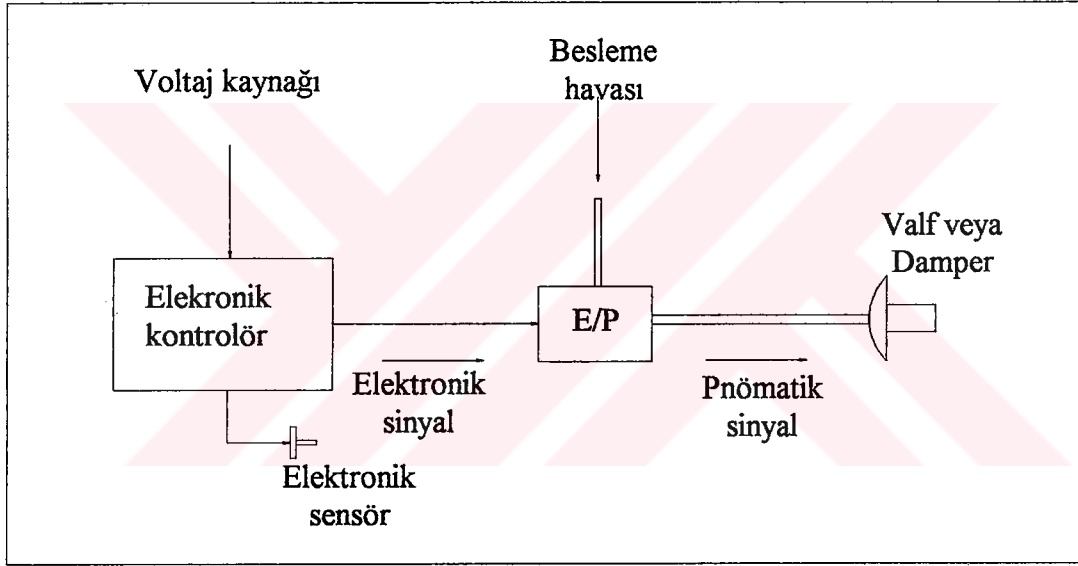 Voltaj kaynağı
Besleme
havası
Valf veya
Damper
Elekronik
kontrolör
E/P
Elektronik
sinyal
Pnömatik
sinyal
Elektronik
sensör